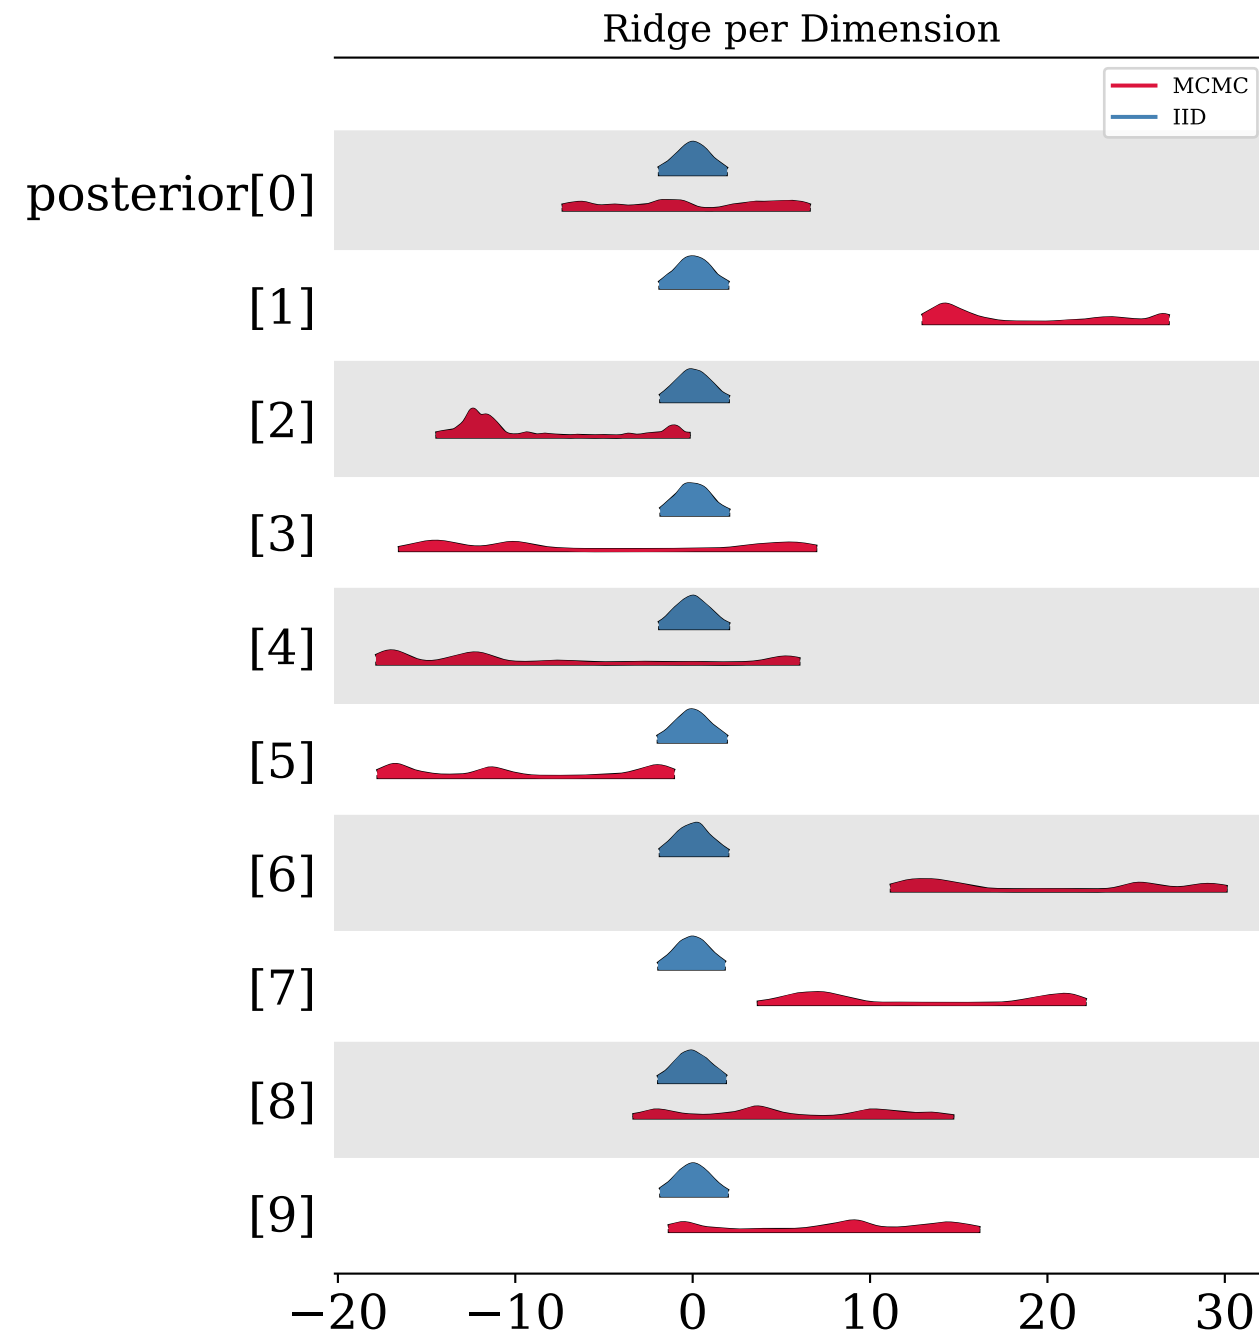 Ridge per Dimension
MCMC
IID
posterior[0]
[1]
[2]
[3]
[4]
[5]
[6]
[7]
[8]
[9]
−20 −10 0 10 20 30